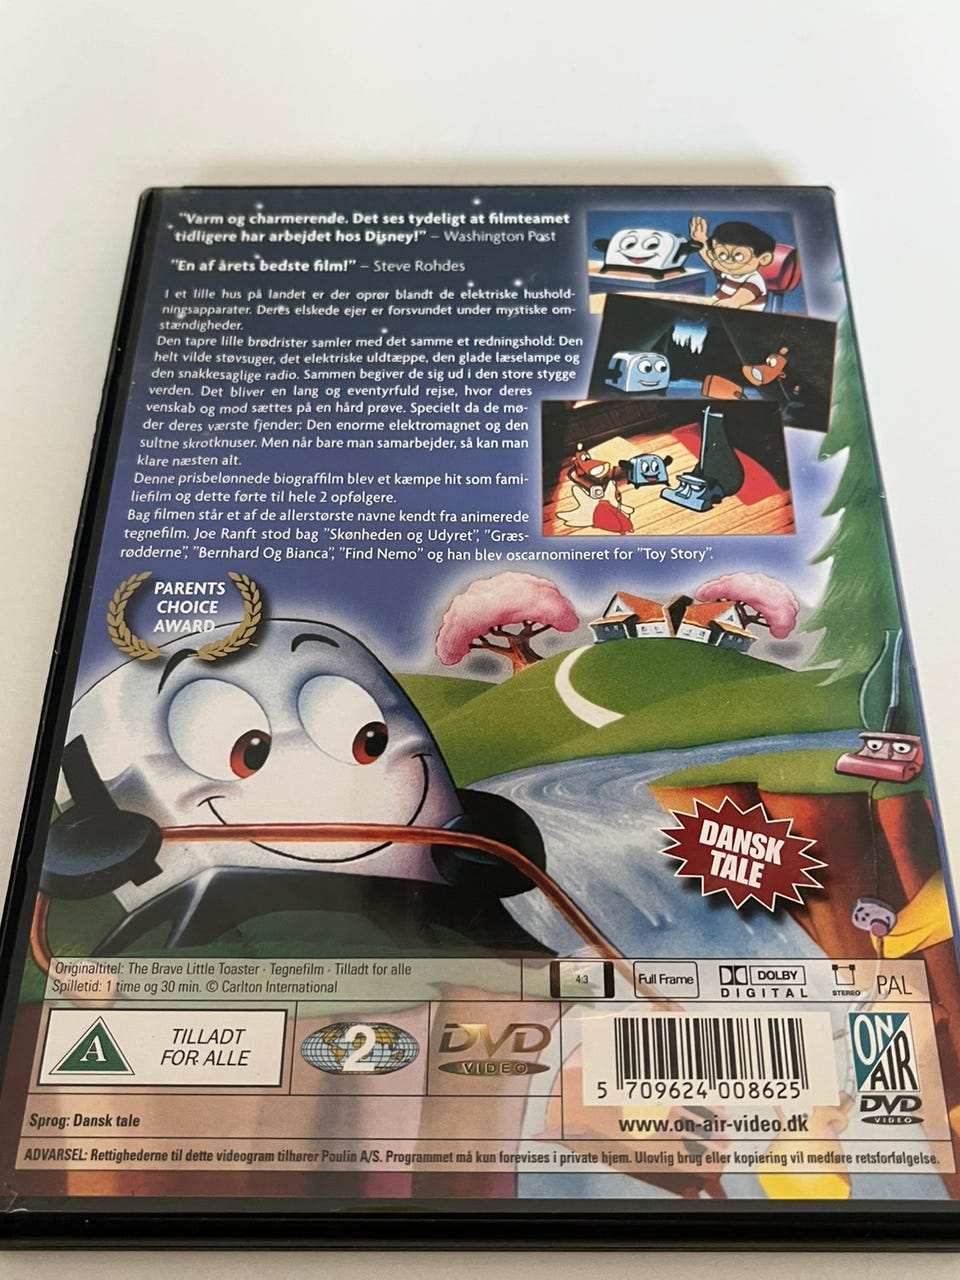 "Varm og charmerende. Det ses tydeligt at filmteamet
tidligere har arbejdet hos Disney!" – Washington Post
"En af årets bedste film!" – Steve Rohdes
I et lille hus på landet er der oprør blandt de elektriske hushold-
ningsapparater. Deres elskede ejer er forsvundet under mystiske om-
stændigheder.
Den tapre lille brødrister samler med det samme et redningshold: Den
helt vilde støvsuger, det elektriske uldtæppe, den glade læselampe og
den snakkesaglige radio. Sammen begiver de sig ud i den store stygge
verden. Det bliver en lang og eventyrfuld rejse, hvor deres
venskab og mod sættes på en hård prøve. Specielt da de mø-
der deres værste fjender: Den enorme elektromagnet og den
sultne skrotknuser. Men når bare man samarbejder, så kan man
klare næsten alt.
Denne prisbelønnede biograffilm blev et kæmpe hit som fami-
liefilm og dette førte til hele 2 opfølgere.
Bag filmen står et af de allerstørste navne kendt fra animerede
tegnefilm. Joe Ranft stod bag "Skønheden og Udyret", "Græs-
rødderne", "Bernhard Og Bianca", "Find Nemo" og han blev oscarnomineret for "Toy Story".
PARENTS
CHOICE
AWARD
DANSK
TALE
Originaltitel: The Brave Little Toaster · Tegnefilm · Tilladt for alle
Spilletid: 1 time og 30 min. © Carlton International
4:3
Full Frame
DOLBY
DIGITAL
STEREO
PAL
A
TILLADT
FOR ALLE
2
DVD
VIDEO
5 709624 008625
ON
AIR
DVD
VIDEO
www.on-air-video.dk
Sprog: Dansk tale
ADVARSEL: Rettighederne til dette videogram tilhører Paulin A/S. Programmet må kun forevises i private hjem. Ulovlig brug eller kopiering vil medføre retsforfølgelse.